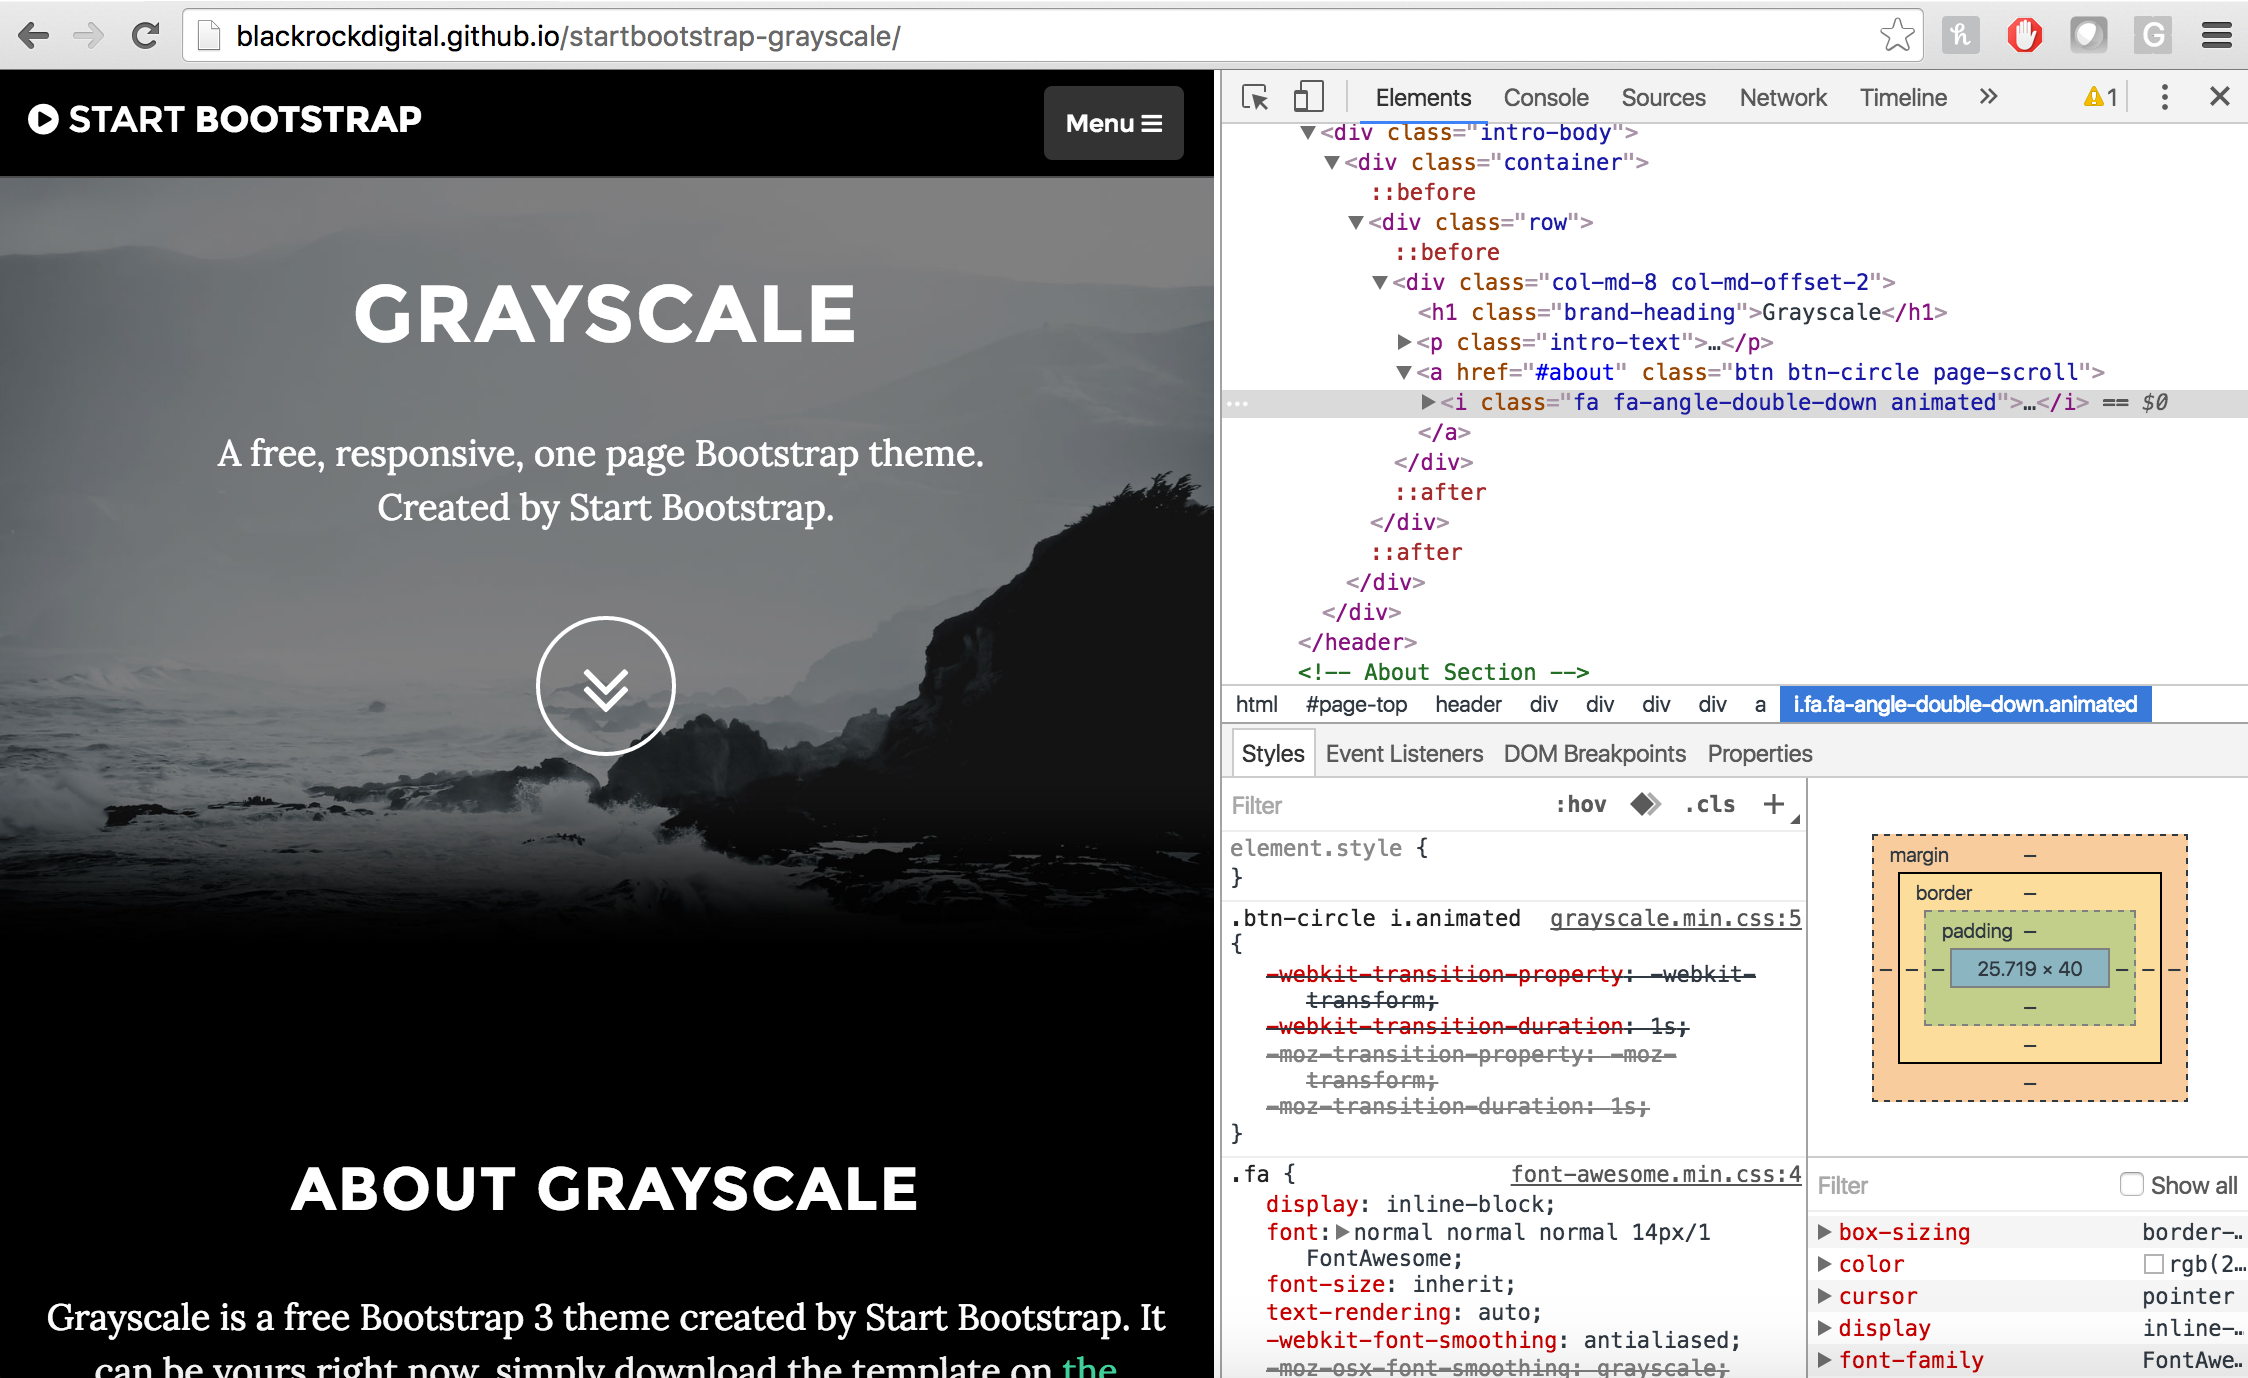 blackrockdigital.github.io/startbootstrap-grayscale/
G
START BOOTSTRAP
Menu
GRAYSCALE
A free, responsive, one page Bootstrap theme.
Created by Start Bootstrap.
ABOUT GRAYSCALE
Grayscale is a free Bootstrap 3 theme created by Start Bootstrap. It
can be yours right now, simply download the template on the
Elements Console Sources Network Timeline » 1
<div class="intro-body">
<div class="container">
::before
<div class="row">
::before
<div class="col-md-8 col-md-offset-2">
<h1 class="brand-heading">Grayscale</h1>
<p class="intro-text">…</p>
<a href="#about" class="btn btn-circle page-scroll">
<i class="fa fa-angle-double-down animated">…</i> == $0
</a>
</div>
::after
</div>
::after
</div>
</div>
</header>
<!-- About Section -->
html #page-top header div div div div a i.fa.fa-angle-double-down.animated
Styles Event Listeners DOM Breakpoints Properties
Filter :hov .cls +
element.style {
}
.btn-circle i.animated grayscale.min.css:5
{
-webkit-transition-property: -webkit-
transform;
-webkit-transition-duration: 1s;
-moz-transition-property: -moz-
transform;
-moz-transition-duration: 1s;
}
.fa { font-awesome.min.css:4
display: inline-block;
font: normal normal normal 14px/1
FontAwesome;
font-size: inherit;
text-rendering: auto;
-webkit-font-smoothing: antialiased;
-moz-osx-font-smoothing: grayscale;
margin –
border –
padding –
– – – 25.719 × 40 – – –
–
–
–
Filter Show all
box-sizing border-…
color rgb(2…
cursor pointer
display inline-…
font-family FontAwe…